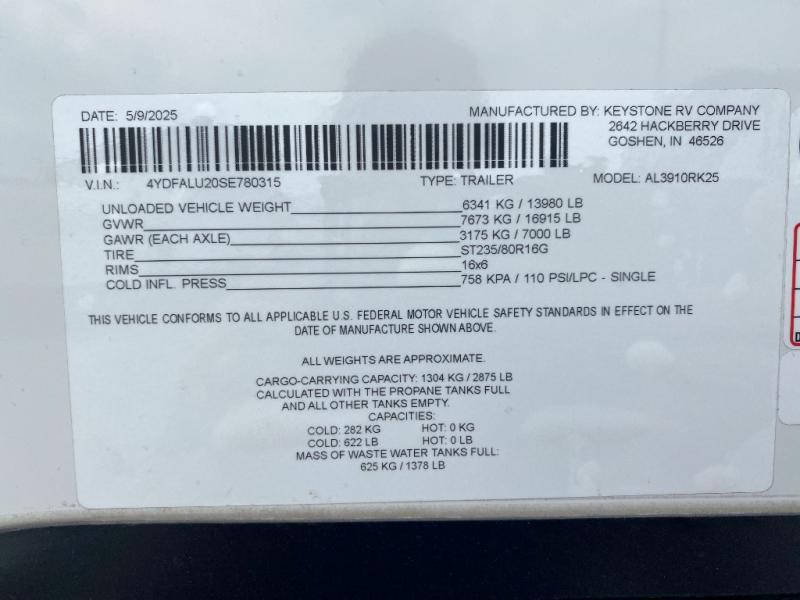 DATE: 5/9/2025 MANUFACTURED BY: KEYSTONE RV COMPANY
2642 HACKBERRY DRIVE
GOSHEN, IN 46526
V.I.N.: 4YDFALU20SE780315 TYPE: TRAILER MODEL: AL3910RK25
UNLOADED VEHICLE WEIGHT 6341 KG / 13980 LB
GVWR 7673 KG / 16915 LB
GAWR (EACH AXLE) 3175 KG / 7000 LB
TIRE ST235/80R16G
RIMS 16x6
COLD INFL. PRESS 758 KPA / 110 PSI/LPC - SINGLE
THIS VEHICLE CONFORMS TO ALL APPLICABLE U.S. FEDERAL MOTOR VEHICLE SAFETY STANDARDS IN EFFECT ON THE
DATE OF MANUFACTURE SHOWN ABOVE.
ALL WEIGHTS ARE APPROXIMATE.
CARGO-CARRYING CAPACITY: 1304 KG / 2875 LB
CALCULATED WITH THE PROPANE TANKS FULL
AND ALL OTHER TANKS EMPTY.
CAPACITIES:
COLD: 282 KG HOT: 0 KG
COLD: 622 LB HOT: 0 LB
MASS OF WASTE WATER TANKS FULL:
625 KG / 1378 LB